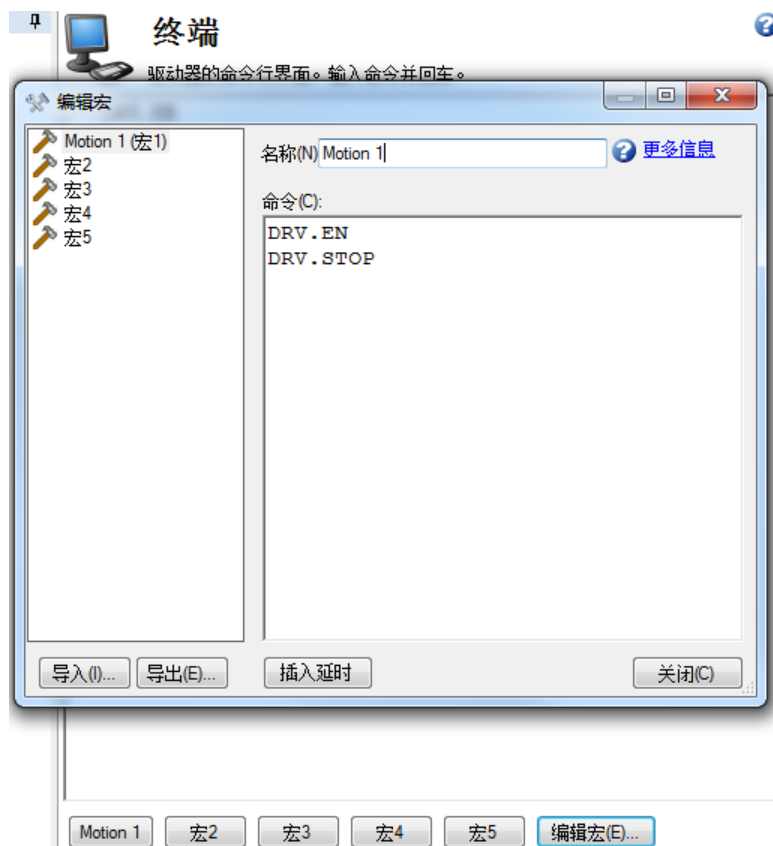 终端
驱动器的命令行界面。输入命令并回车。
编辑宏
Motion 1 (宏1)
宏2
宏3
宏4
宏5
名称(N) Motion 1
更多信息
命令(C):
DRV.EN
DRV.STOP
导入(I)...
导出(E)...
插入延时
关闭(C)
Motion 1
宏2
宏3
宏4
宏5
编辑宏(E)...